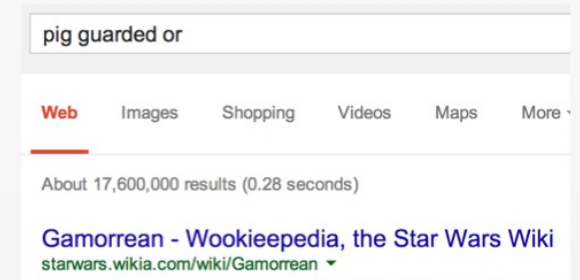 pig guarded or
Web Images Shopping Videos Maps More
About 17,600,000 results (0.28 seconds)
Gamorrean - Wookieepedia, the Star Wars Wiki
starwars.wikia.com/wiki/Gamorrean